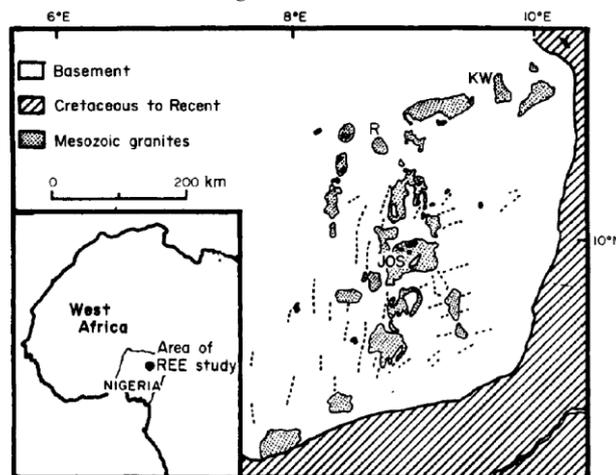 6°E 8°E 10°E
Basement
Cretaceous to Recent
Mesozoic granites
0 200 km
KW
R
10°N
JOS
West
Africa
Area of
REE study
NIGERIA